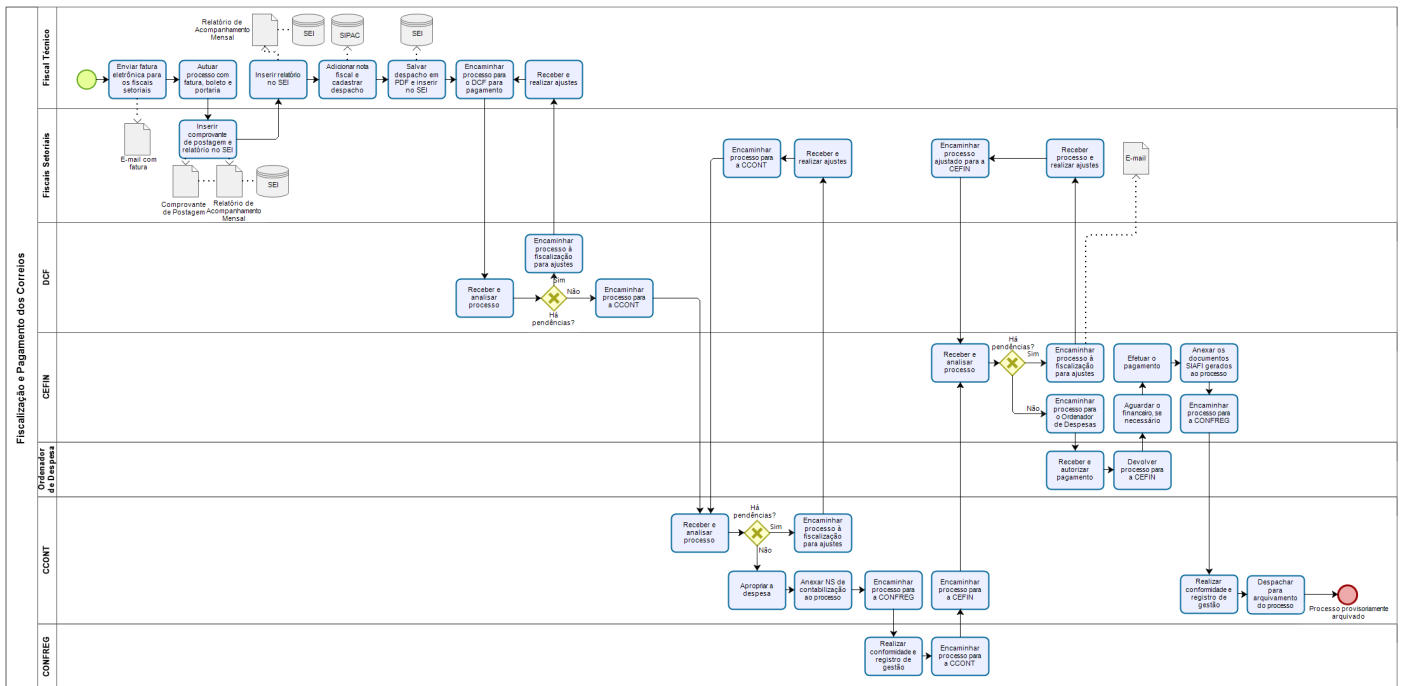 Fiscalização e Pagamento dos Correios
Fiscal Técnico
Relatório de
Acompanhamento
Mensal
SEI
SIPAC
SEI
Enviar fatura
eletrônica para
os fiscais
setoriais
Autuar
processo com
fatura, boleto e
portaria
Inserir relatório
no SEI
Adicionar nota
fiscal e
cadastrar
despacho
Salvar
despacho em
PDF e inserir
no SEI
Encaminhar
processo para
o DCF para
pagamento
Receber e
realizar ajustes
Fiscais Setoriais
E-mail com
fatura
Inserir
comprovante
de postagem e
relatório no SEI
Comprovante
de Postagem
Relatório de
Acompanhamento
Mensal
SEI
Encaminhar
processo para
a CCONT
Receber e
realizar ajustes
Encaminhar
processo
ajustado para a
CEFIN
Receber
processo e
realizar ajustes
E-mail
DCF
Encaminhar
processo à
fiscalização
para ajustes
Receber e
analisar
processo
Sim
Não
Há
pendências?
Encaminhar
processo para
a CCONT
CEFIN
Receber e
analisar
processo
Há
pendências?
Sim
Não
Encaminhar
processo à
fiscalização
para ajustes
Efetuar o
pagamento
Anexar os
documentos
SIAFI gerados
ao processo
Encaminhar
processo para
o Ordenador
de Despesas
Aguardar o
financeiro, se
necessário
Encaminhar
processo para
a CONFREG
Ordenador
de Despesa
Receber e
autorizar
pagamento
Devolver
processo para
a CEFIN
CCONT
Receber e
analisar
processo
Há
pendências?
Sim
Não
Encaminhar
processo à
fiscalização
para ajustes
Apropriar a
despesa
Anexar NS de
contabilização
ao processo
Encaminhar
processo para
a CONFREG
Encaminhar
processo para
a CEFIN
Realizar
conformidade e
registro de
gestão
Despachar
para
arquivamento
do processo
Processo provisoriamente
arquivado
CONFREG
Realizar
conformidade e
registro de
gestão
Encaminhar
processo para
a CCONT